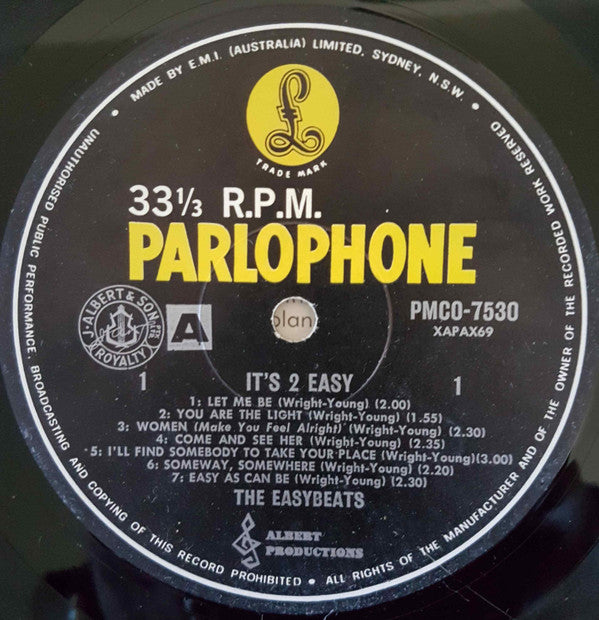 MADE BY E.M.I. (AUSTRALIA) LIMITED, SYDNEY, N.S.W. •
UNAUTHORISED PUBLIC PERFORMANCE, BROADCASTING AND COPYING OF THIS RECORD PROHIBITED •
ALL RIGHTS OF THE MANUFACTURER AND OF THE OWNER OF THE RECORDED WORK RESERVED
£
TRADE MARK
33⅓ R.P.M.
PARLOPHONE
J. ALBERT & SON PTY LTD
ROYALTY
A
PMCO-7530
XAPAX69
1
IT'S 2 EASY
1
1: LET ME BE (Wright-Young) (2.00)
2: YOU ARE THE LIGHT (Wright-Young) (1.55)
3: WOMEN (Make You Feel Alright) (Wright-Young) (2.30)
4: COME AND SEE HER (Wright-Young) (2.35)
5: I'LL FIND SOMEBODY TO TAKE YOUR PLACE (Wright-Young)(3.00)
6: SOMEWAY, SOMEWHERE (Wright-Young) (2.20)
7: EASY AS CAN BE (Wright-Young) (2.30)
THE EASYBEATS
ALBERT
PRODUCTIONS